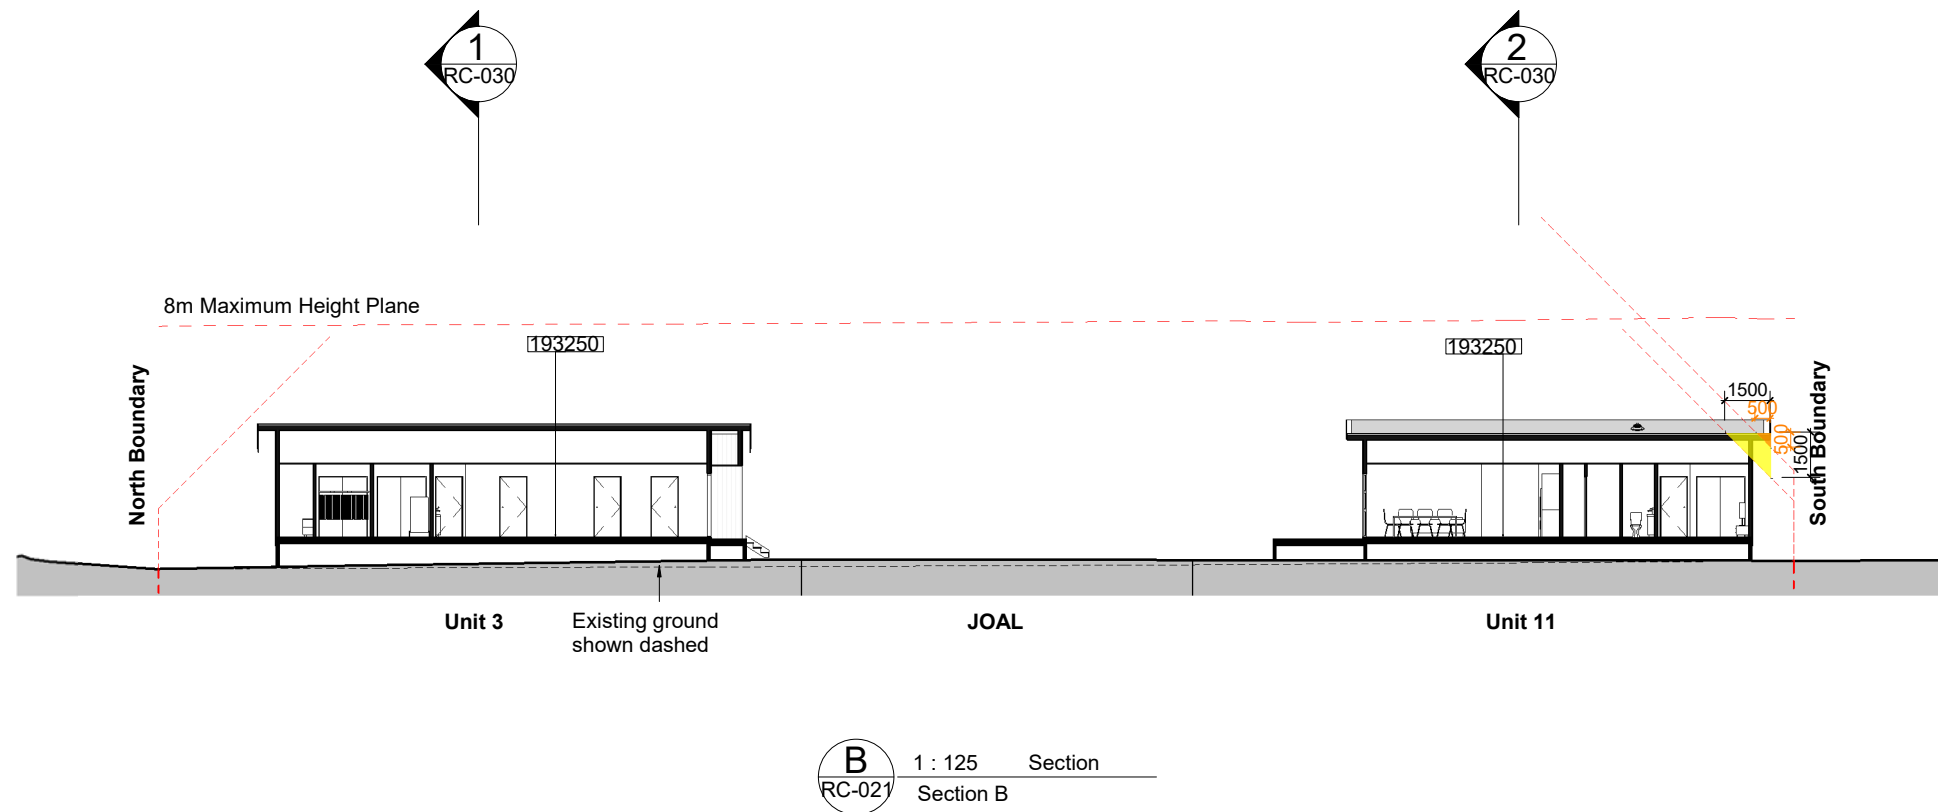 1
RC-030
2
RC-030
8m Maximum Height Plane
193250
193250
North Boundary
South Boundary
1500
500
500
1500
Unit 3
Existing ground
shown dashed
JOAL
Unit 11
B
RC-021
1 : 125 Section
Section B